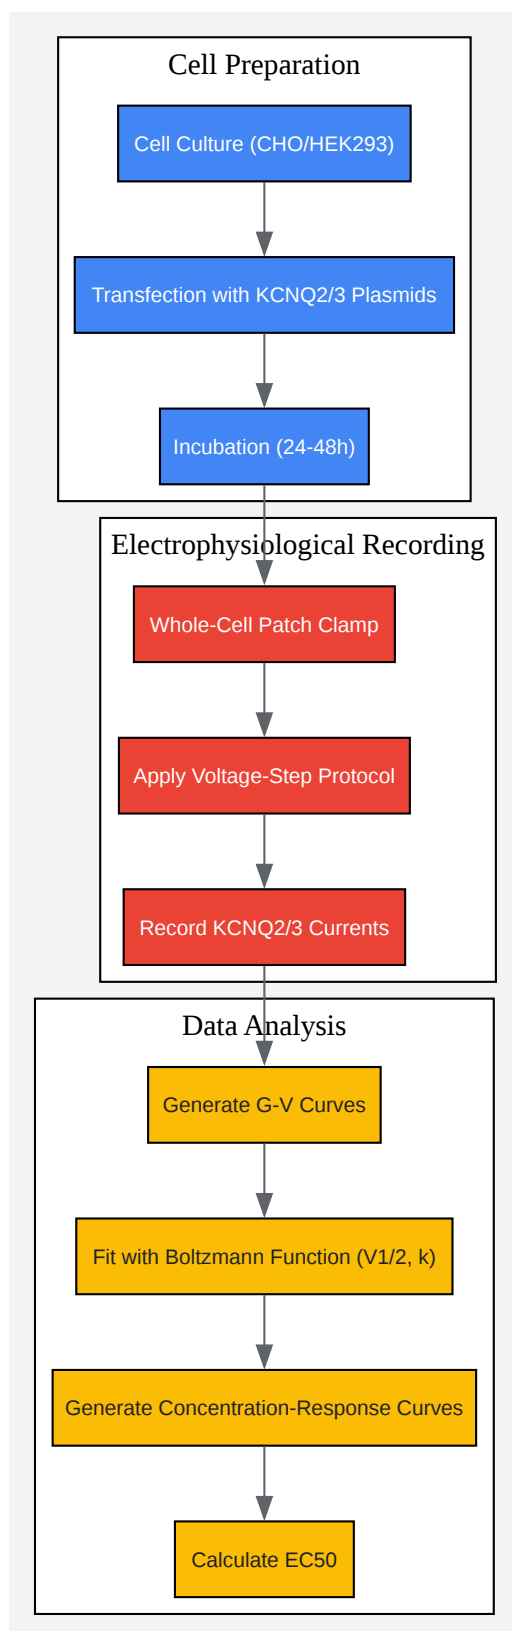 Cell Preparation
Cell Culture (CHO/HEK293)
Transfection with KCNQ2/3 Plasmids
Incubation (24-48h)
Electrophysiological Recording
Whole-Cell Patch Clamp
Apply Voltage-Step Protocol
Record KCNQ2/3 Currents
Data Analysis
Generate G-V Curves
Fit with Boltzmann Function (V1/2, k)
Generate Concentration-Response Curves
Calculate EC50